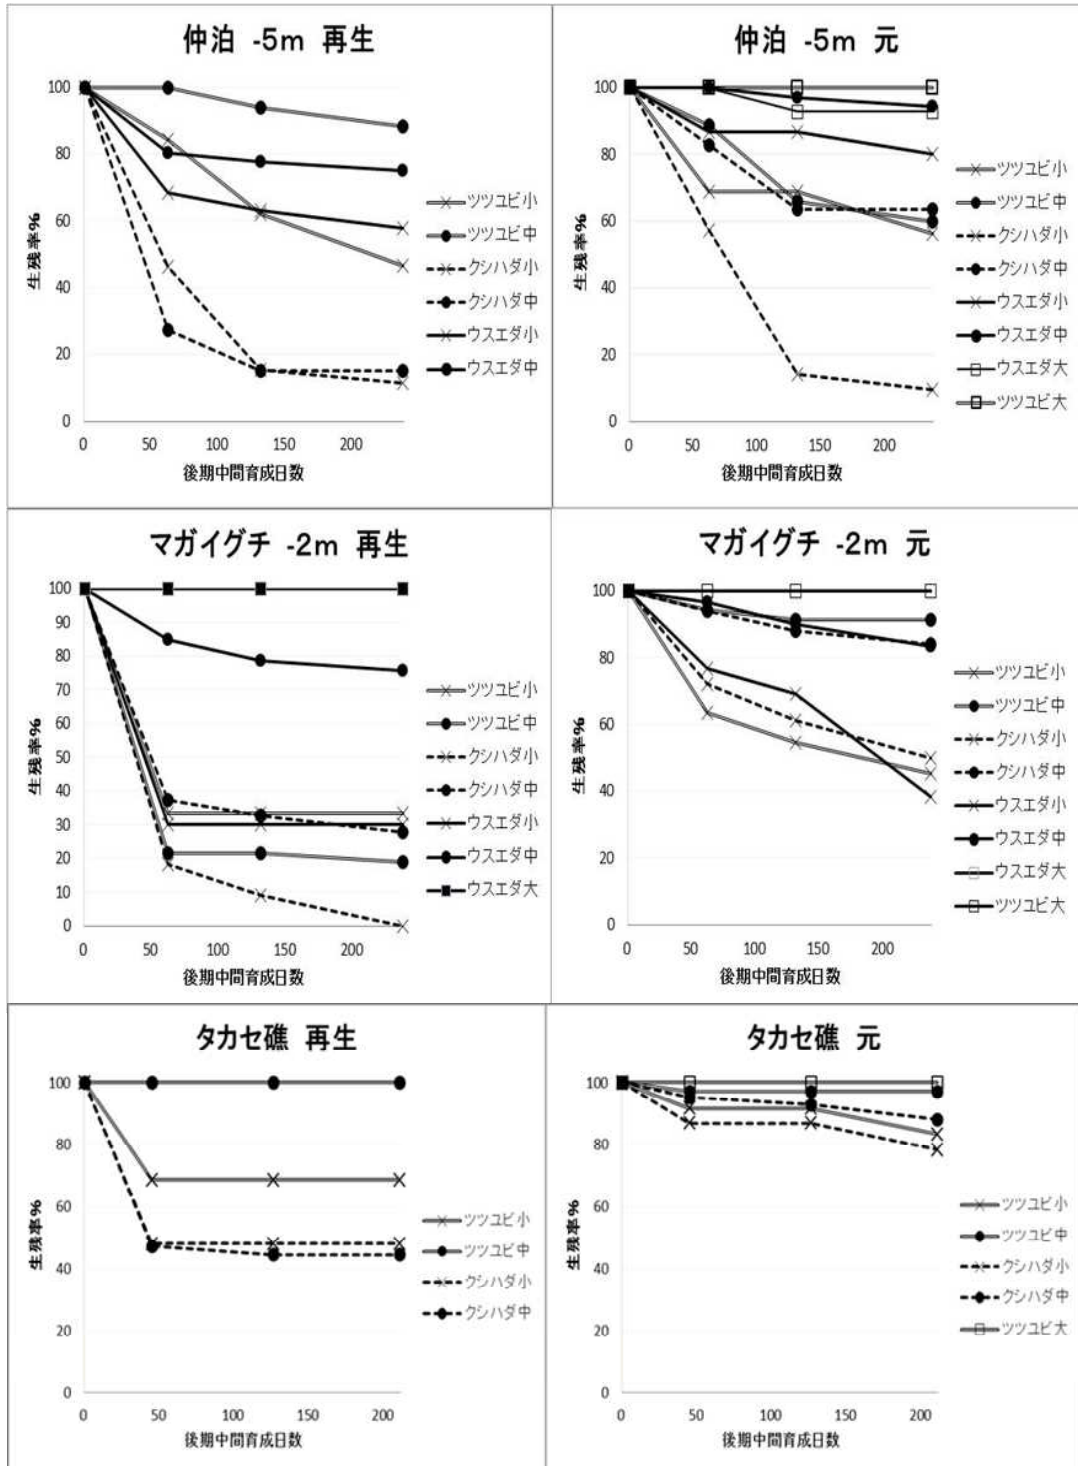 仲泊 -5m 再生
100
80
60
40
20
0
0 50 100 150 200
生残率%
後期中間育成日数
ツツユビ小
ツツユビ中
クシハダ小
クシハダ中
ウスエダ小
ウスエダ中
仲泊 -5m 元
100
80
60
40
20
0
0 50 100 150 200
生残率%
後期中間育成日数
ツツユビ小
ツツユビ中
クシハダ小
クシハダ中
ウスエダ小
ウスエダ中
ウスエダ大
ツツユビ大
マガイグチ -2m 再生
100
90
80
70
60
50
40
30
20
10
0
0 50 100 150 200
生残率%
後期中間育成日数
ツツユビ小
ツツユビ中
クシハダ小
クシハダ中
ウスエダ小
ウスエダ中
ウスエダ大
マガイグチ -2m 元
100
80
60
40
20
0
0 50 100 150 200
生残率%
後期中間育成日数
ツツユビ小
ツツユビ中
クシハダ小
クシハダ中
ウスエダ小
ウスエダ中
ウスエダ大
ツツユビ大
タカセ礁 再生
100
80
60
40
20
0
0 50 100 150 200
生残率%
後期中間育成日数
ツツユビ小
ツツユビ中
クシハダ小
クシハダ中
タカセ礁 元
100
80
60
40
20
0
0 50 100 150 200
生残率%
後期中間育成日数
ツツユビ小
ツツユビ中
クシハダ小
クシハダ中
ツツユビ大